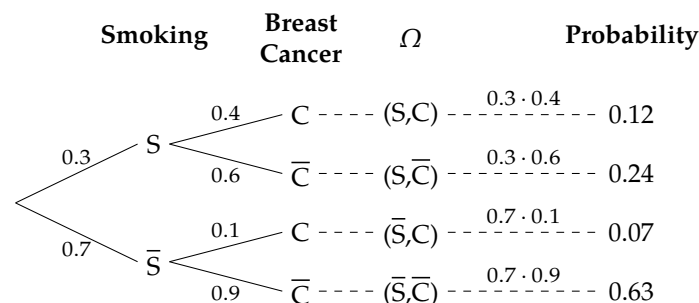 Smoking Breast Cancer Ω Probability
0.3 · 0.4
0.4 C (S,C) 0.12
0.3 S
0.3 · 0.6
0.6 C̅ (S,C̅) 0.24
0.7 · 0.1
0.1 C (S̅,C) 0.07
0.7 S̅
0.7 · 0.9
0.9 C̅ (S̅,C̅) 0.63